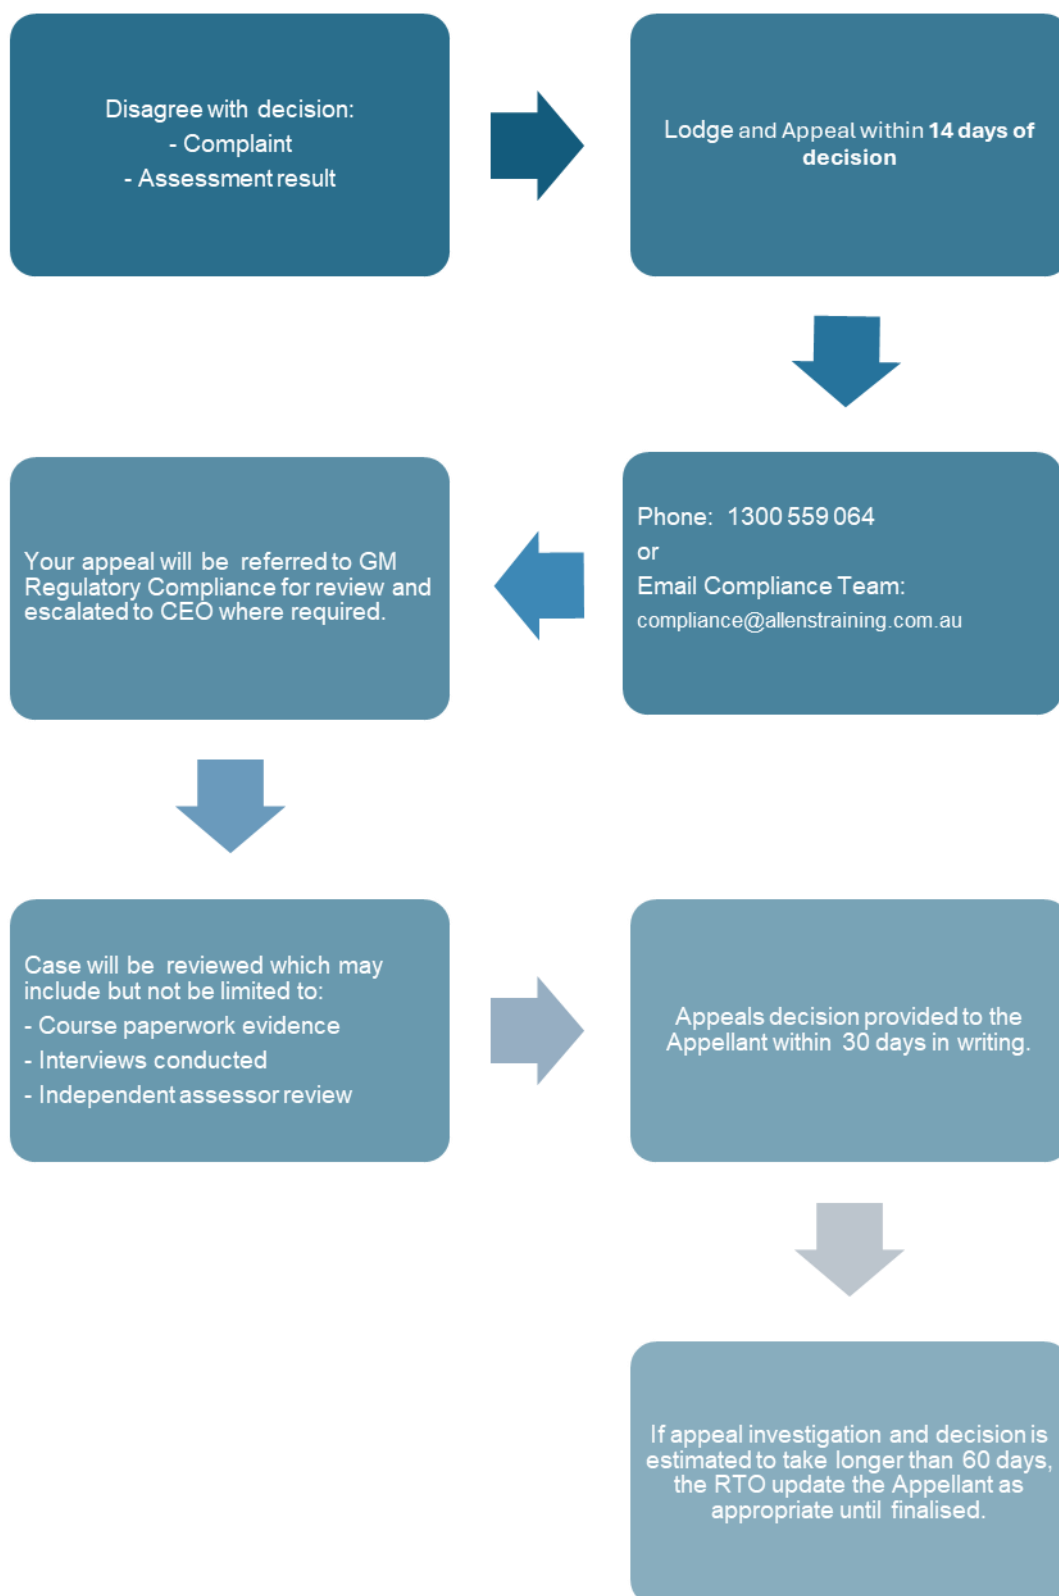 Disagree with decision:
- Complaint
- Assessment result
Lodge and Appeal within 14 days of
decision
Phone: 1300 559 064
or
Email Compliance Team:
compliance@allenstraining.com.au
Your appeal will be referred to GM
Regulatory Compliance for review and
escalated to CEO where required.
Case will be reviewed which may
include but not be limited to:
- Course paperwork evidence
- Interviews conducted
- Independent assessor review
Appeals decision provided to the
Appellant within 30 days in writing.
If appeal investigation and decision is
estimated to take longer than 60 days,
the RTO update the Appellant as
appropriate until finalised.